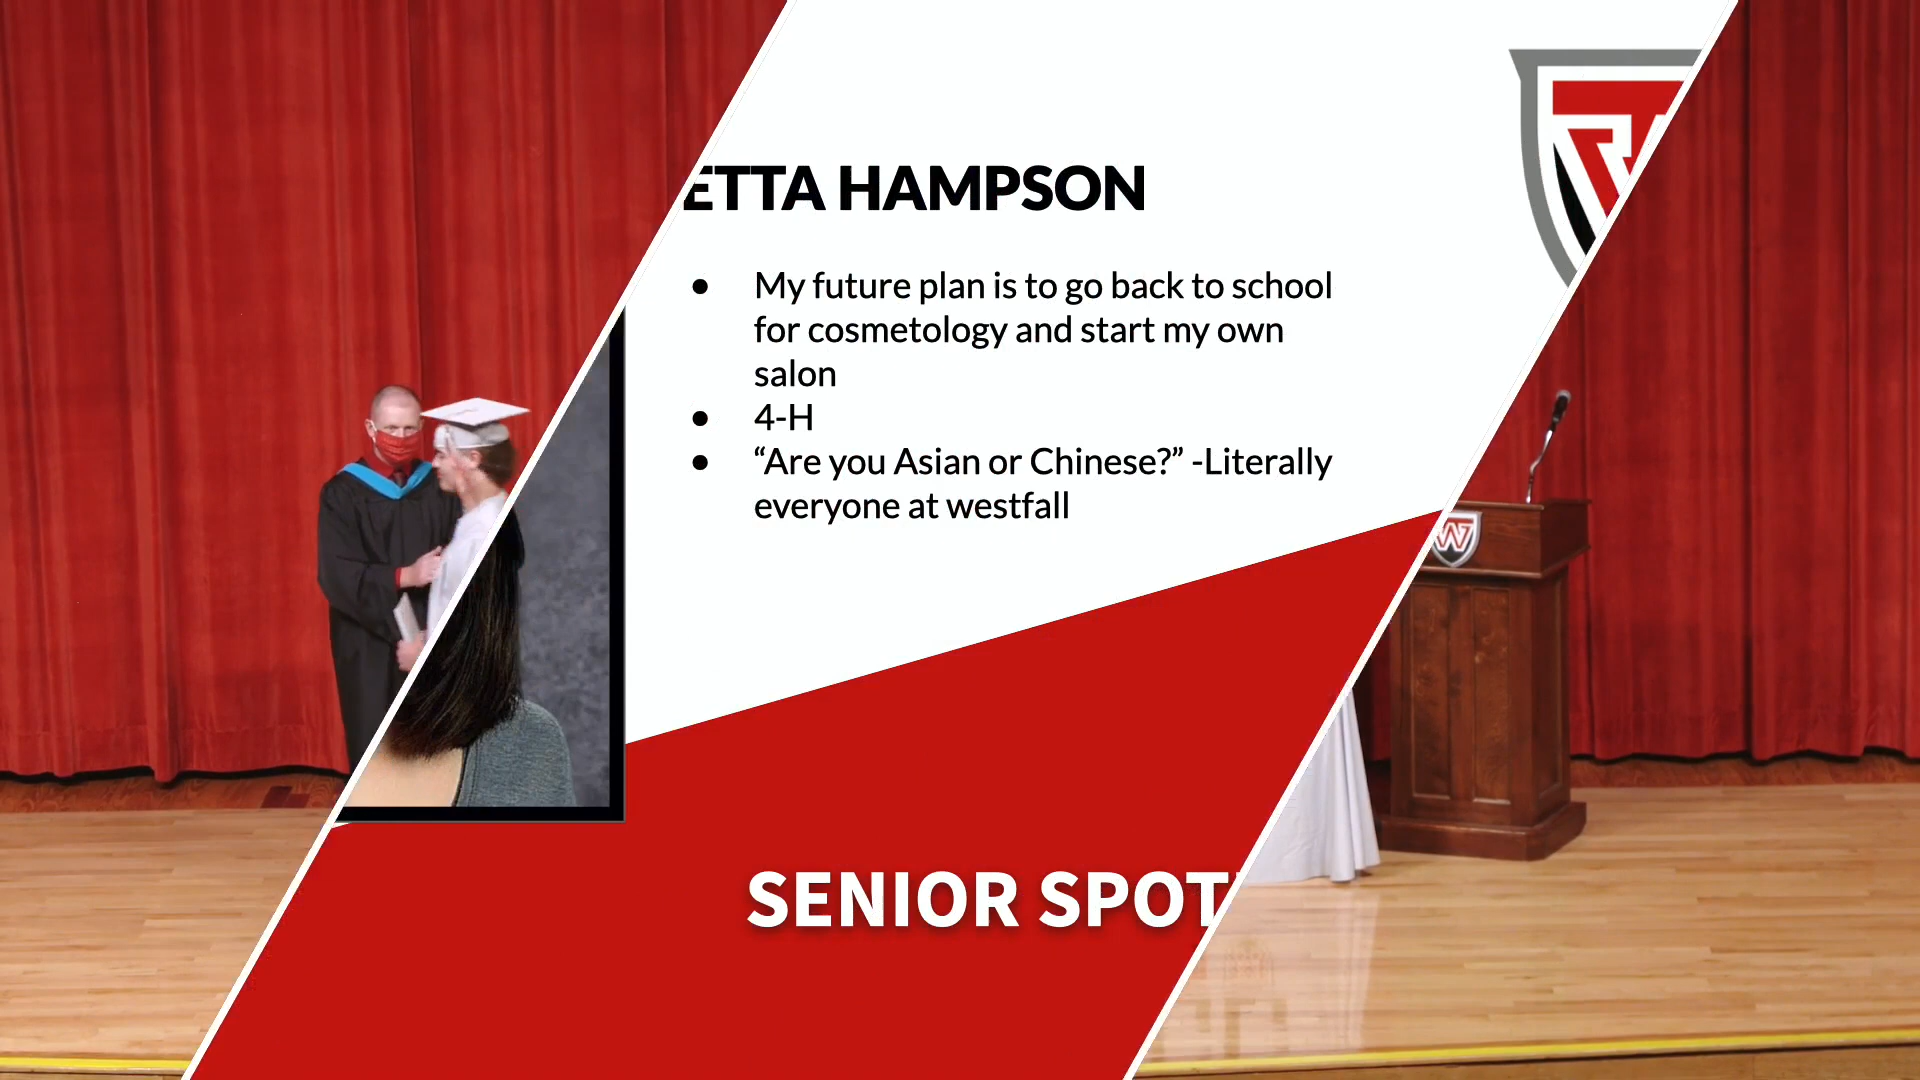 ETTA HAMPSON
● My future plan is to go back to school
for cosmetology and start my own
salon
● 4-H
● “Are you Asian or Chinese?” -Literally
everyone at westfall
W
SENIOR SPOT